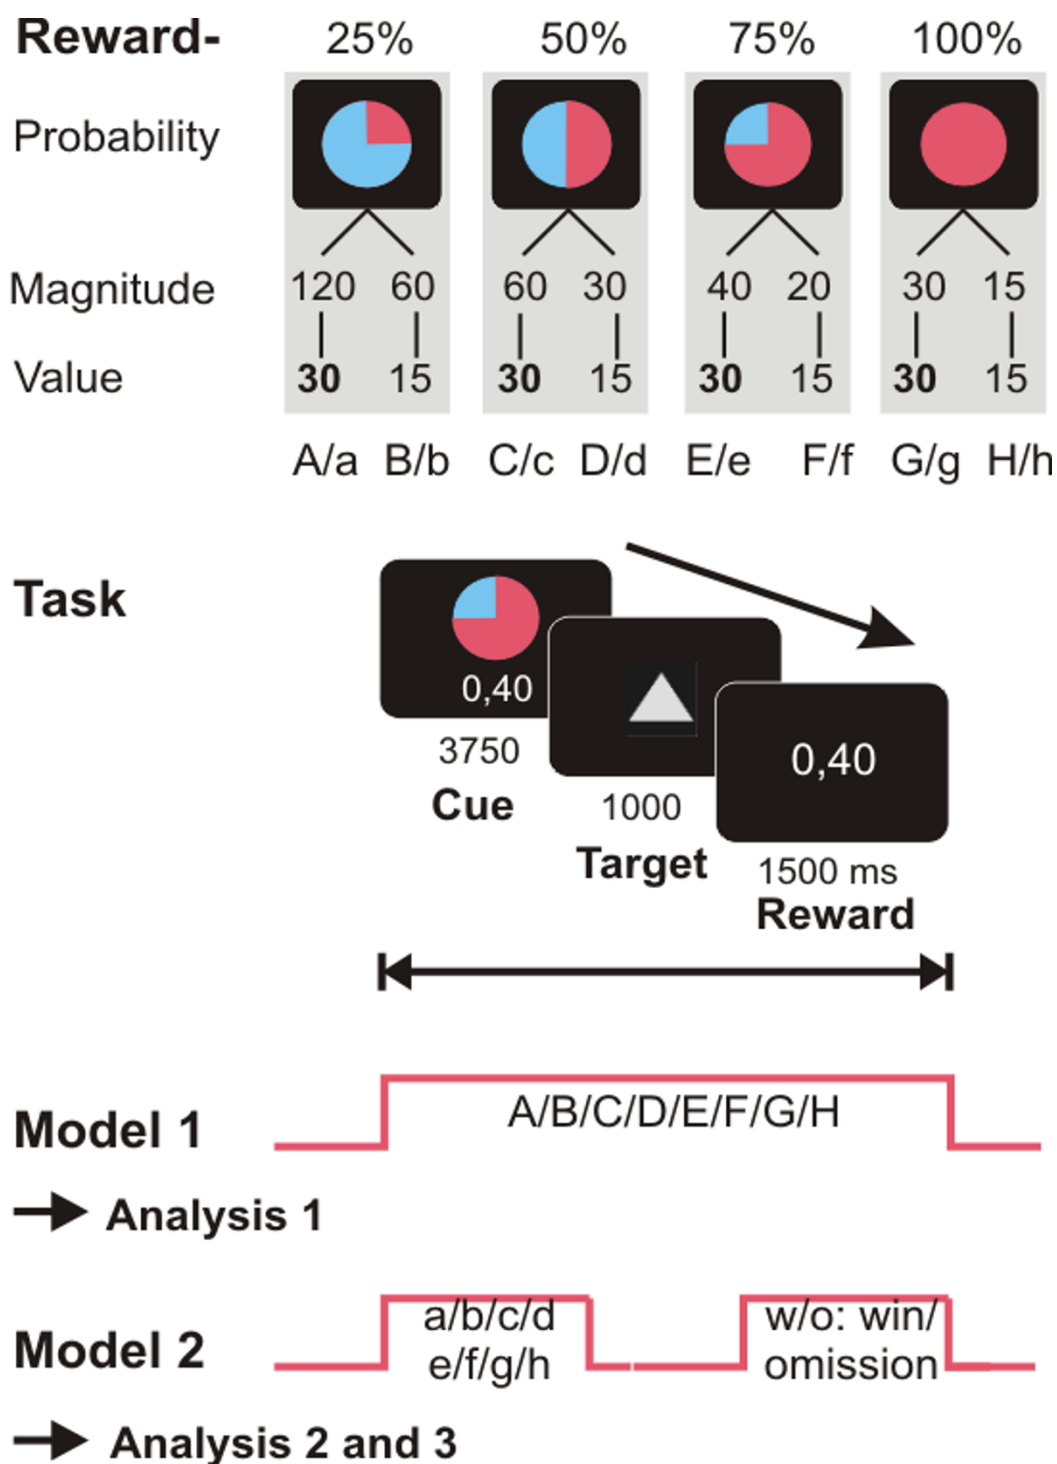 Reward- 25% 50% 75% 100%
Probability
Magnitude 120 60 60 30 40 20 30 15
Value 30 15 30 15 30 15 30 15
A/a B/b C/c D/d E/e F/f G/g H/h
Task
0,40
3750
Cue
1000
Target
0,40
1500 ms
Reward
Model 1
A/B/C/D/E/F/G/H
Analysis 1
Model 2
a/b/c/d
e/f/g/h
w/o: win/
omission
Analysis 2 and 3